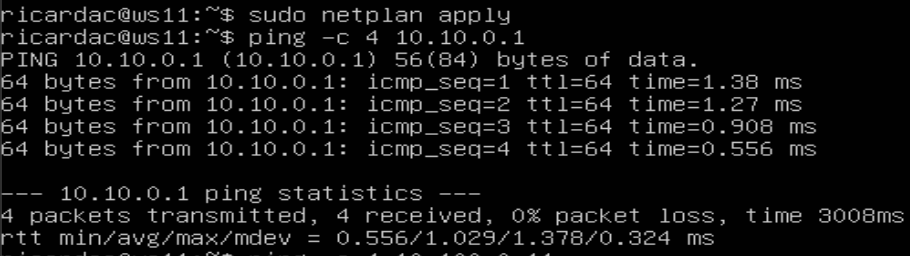 ricardac@ws11:~$ sudo netplan apply
ricardac@ws11:~$ ping -c 4 10.10.0.1
PING 10.10.0.1 (10.10.0.1) 56(84) bytes of data.
64 bytes from 10.10.0.1: icmp_seq=1 ttl=64 time=1.38 ms
64 bytes from 10.10.0.1: icmp_seq=2 ttl=64 time=1.27 ms
64 bytes from 10.10.0.1: icmp_seq=3 ttl=64 time=0.908 ms
64 bytes from 10.10.0.1: icmp_seq=4 ttl=64 time=0.556 ms
--- 10.10.0.1 ping statistics ---
4 packets transmitted, 4 received, 0% packet loss, time 3008ms
rtt min/avg/max/mdev = 0.556/1.029/1.378/0.324 ms